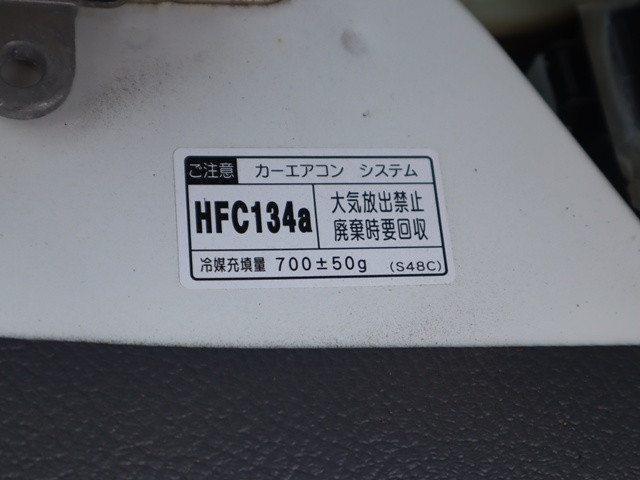 ご注意 カーエアコン システム
HFC134a
大気放出禁止
廃棄時要回収
冷媒充填量 700±50g (S48C)